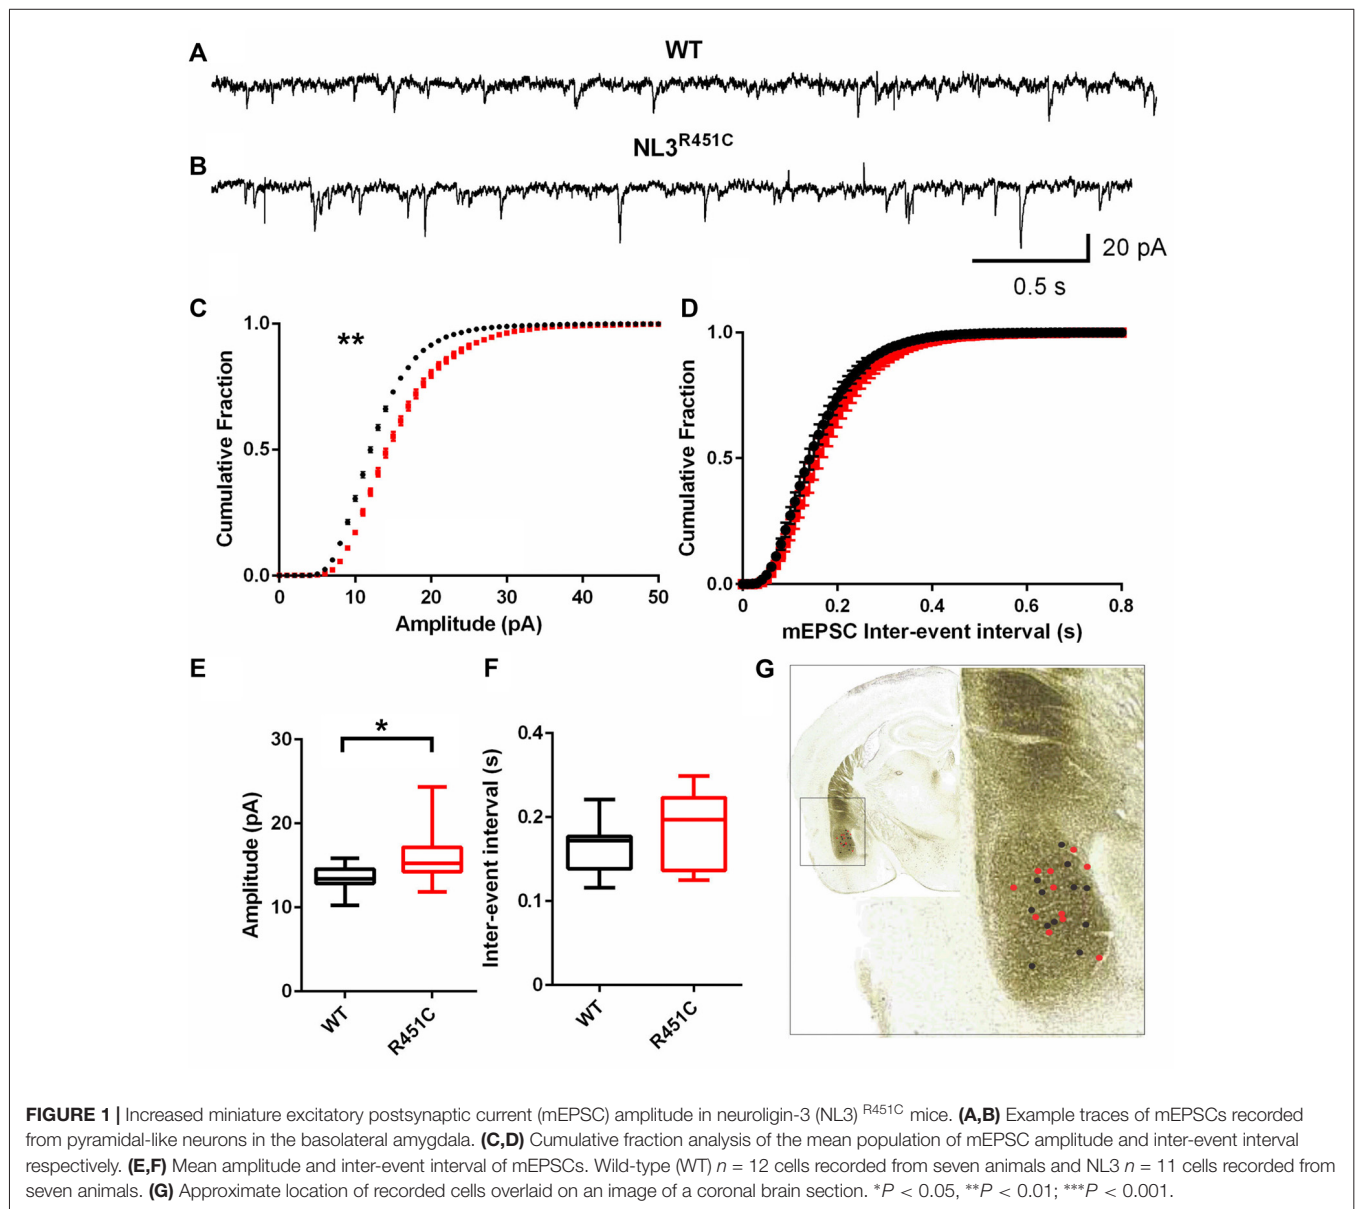 A
WT
B
NL3R451C
20 pA
0.5 s
C
1.0
**
0.5
0.0
Cumulative Fraction
0
10
20
30
40
50
Amplitude (pA)
D
1.0
0.5
0.0
Cumulative Fraction
0
0.2
0.4
0.6
0.8
mEPSC Inter-event interval (s)
E
*
30
20
10
0
Amplitude (pA)
WT
R451C
F
0.4
0.2
0.1
0
Inter-event interval (s)
WT
R451C
G
FIGURE 1 | Increased miniature excitatory postsynaptic current (mEPSC) amplitude in neuroligin-3 (NL3) R451C mice. (A,B) Example traces of mEPSCs recorded
from pyramidal-like neurons in the basolateral amygdala. (C,D) Cumulative fraction analysis of the mean population of mEPSC amplitude and inter-event interval
respectively. (E,F) Mean amplitude and inter-event interval of mEPSCs. Wild-type (WT) n = 12 cells recorded from seven animals and NL3 n = 11 cells recorded from
seven animals. (G) Approximate location of recorded cells overlaid on an image of a coronal brain section. *P < 0.05, **P < 0.01; ***P < 0.001.